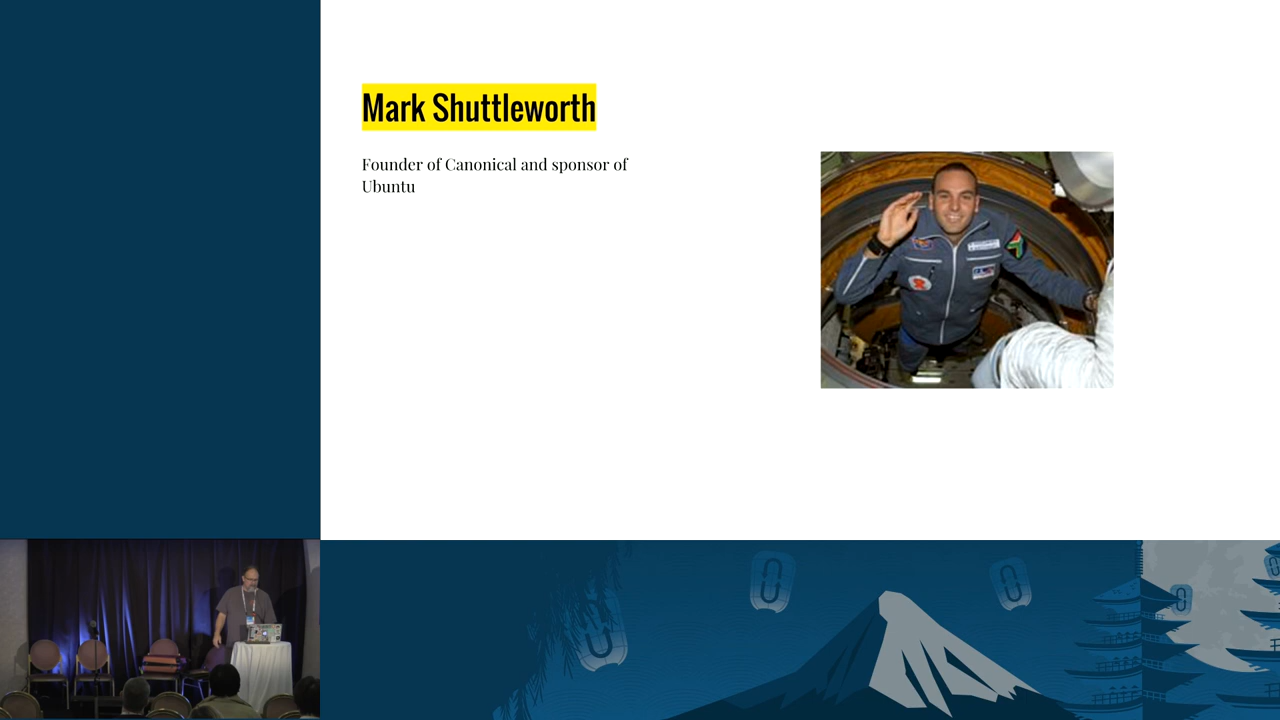 Mark Shuttleworth
Founder of Canonical and sponsor of
Ubuntu